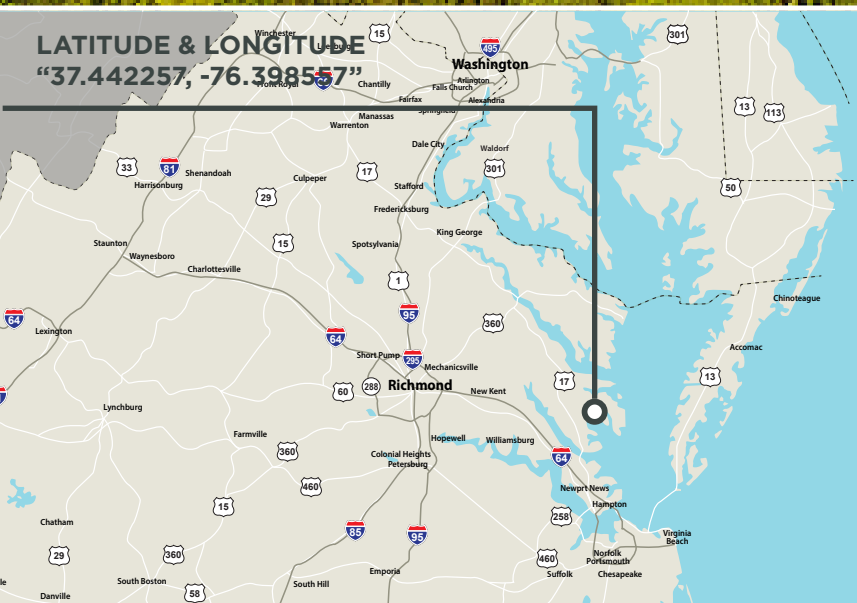 Winchester
Leesburg
15
495
301
LATITUDE & LONGITUDE
“37.442257, -76.398557”
Washington
Front Royal
Chantilly
Arlington
Falls Church
Fairfax
Alexandria
Springfield
13
113
Manassas
Warrenton
Dale City
Waldorf
33
81
Shenandoah
17
301
Harrisonburg
Culpeper
Stafford
50
29
Fredericksburg
King George
Staunton
15
Spotsylvania
Waynesboro
Charlottesville
1
Chinoteague
64
95
360
Lexington
64
Short Pump
295
Mechanicsville
Accomac
60
288
Richmond
New Kent
17
13
Lynchburg
Farmville
Hopewell
Williamsburg
360
Colonial Heights
Petersburg
64
460
Newprt News
15
Hampton
Chatham
85
95
258
Virginia
Beach
29
360
460
Norfolk
Portsmouth
Emporia
Suffolk
Chesapeake
South Boston
58
South Hill
Danville